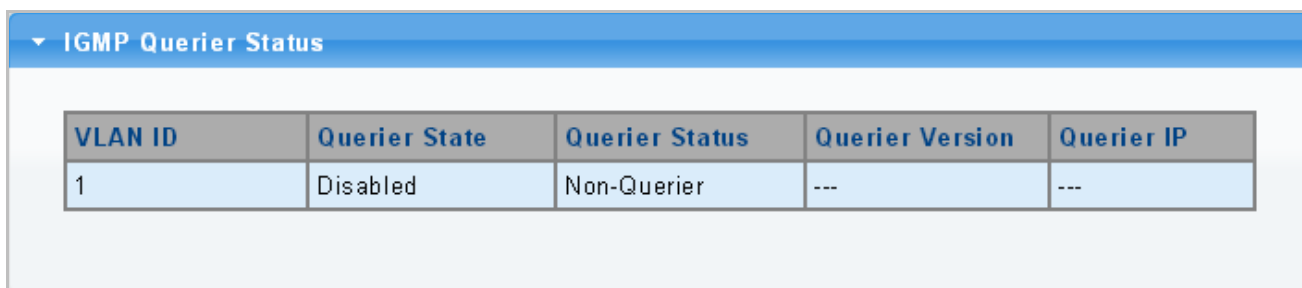 IGMP Querier Status
VLAN ID Querier State Querier Status Querier Version Querier IP
1 Disabled Non-Querier --- ---